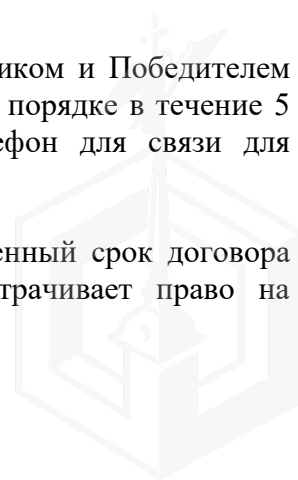 иком и Победителем
порядке в течение 5
ефон для связи для
енный срок договора
трачивает право на